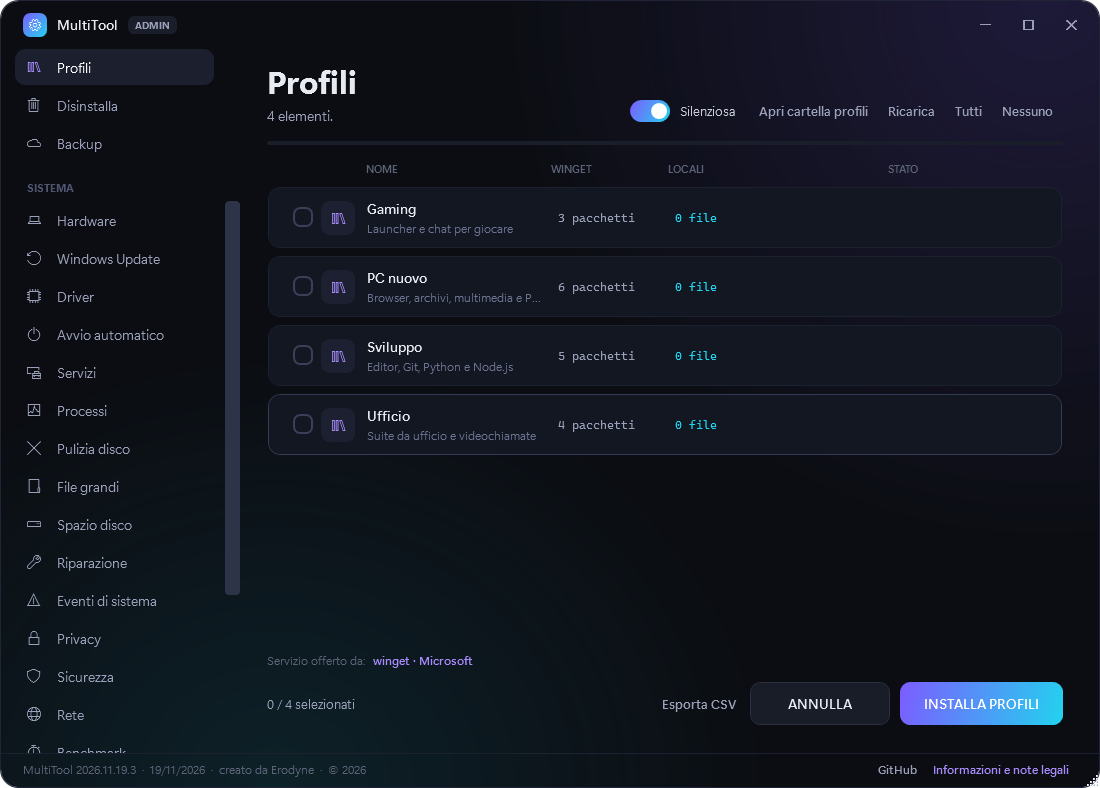 MultiTool ADMIN
Profili
Disinstalla
Backup
SISTEMA
Hardware
Windows Update
Driver
Avvio automatico
Servizi
Processi
Pulizia disco
File grandi
Spazio disco
Riparazione
Eventi di sistema
Privacy
Sicurezza
Rete
Benchmark
Profili
4 elementi.
Silenziosa Apri cartella profili Ricarica Tutti Nessuno
NOME WINGET LOCALI STATO
Gaming
Launcher e chat per giocare
3 pacchetti 0 file
PC nuovo
Browser, archivi, multimedia e P...
6 pacchetti 0 file
Sviluppo
Editor, Git, Python e Node.js
5 pacchetti 0 file
Ufficio
Suite da ufficio e videochiamate
4 pacchetti 0 file
Servizio offerto da: winget · Microsoft
0 / 4 selezionati
Esporta CSV ANNULLA INSTALLA PROFILI
MultiTool 2026.11.19.3 · 19/11/2026 · creato da Erodyne · © 2026
GitHub Informazioni e note legali